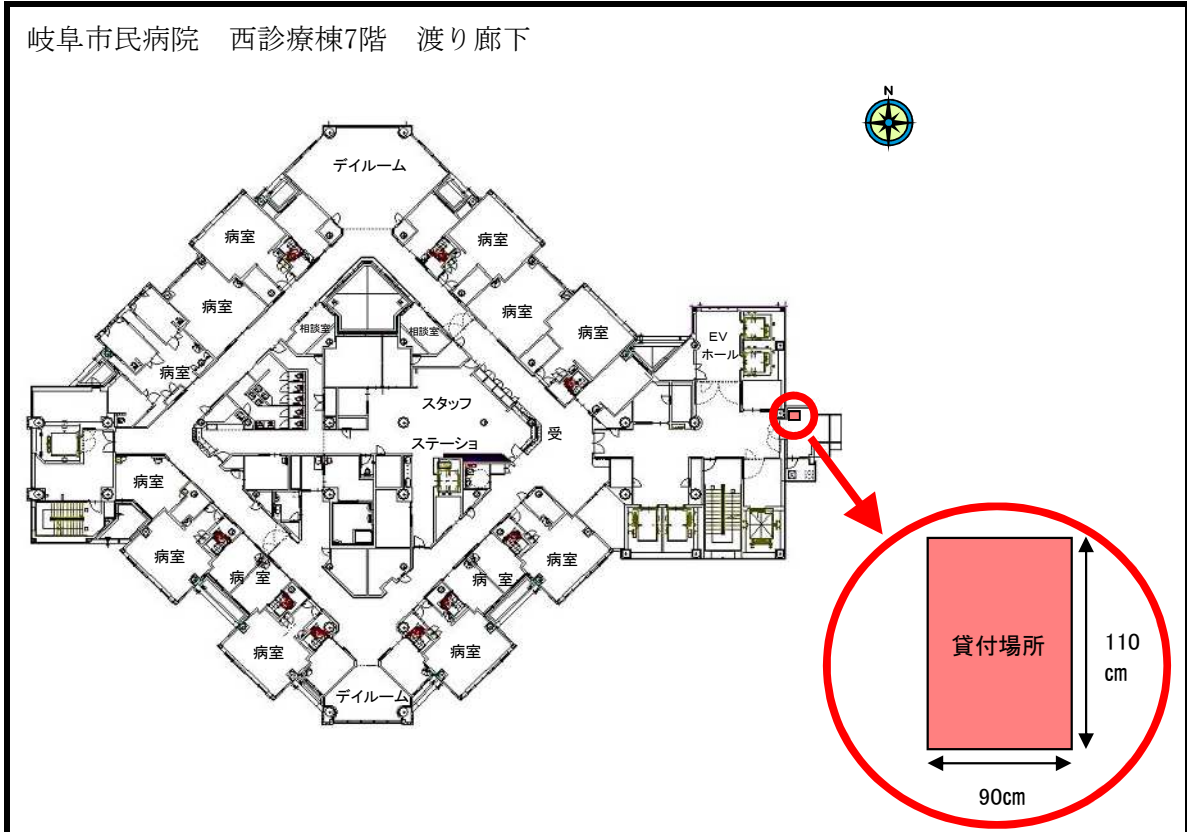 岐阜市民病院　西診療棟7階　渡り廊下
N
デイルーム
病室
病室
病室
病室
病室
相談室
相談室
EV
ホール
病室
スタッフ
ステーショ
受
病室
病室
病室
病室
病室
病室
病室
デイルーム
貸付場所
110
cm
90cm